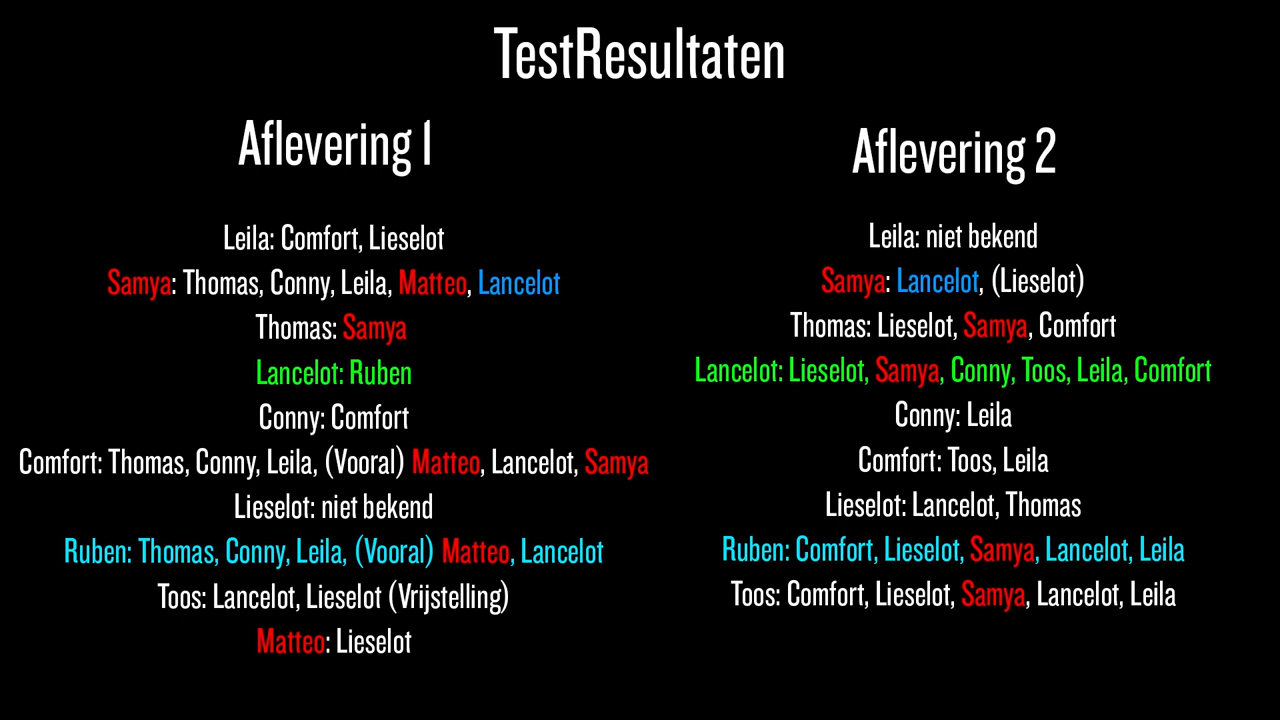 TestResultaten
Aflevering 1
Leila: Comfort, Lieselot
Samya: Thomas, Conny, Leila, Matteo, Lancelot
Thomas: Samya
Lancelot: Ruben
Conny: Comfort
Comfort: Thomas, Conny, Leila, (Vooral) Matteo, Lancelot, Samya
Lieselot: niet bekend
Ruben: Thomas, Conny, Leila, (Vooral) Matteo, Lancelot
Toos: Lancelot, Lieselot (Vrijstelling)
Matteo: Lieselot
Aflevering 2
Leila: niet bekend
Samya: Lancelot, (Lieselot)
Thomas: Lieselot, Samya, Comfort
Lancelot: Lieselot, Samya, Conny, Toos, Leila, Comfort
Conny: Leila
Comfort: Toos, Leila
Lieselot: Lancelot, Thomas
Ruben: Comfort, Lieselot, Samya, Lancelot, Leila
Toos: Comfort, Lieselot, Samya, Lancelot, Leila